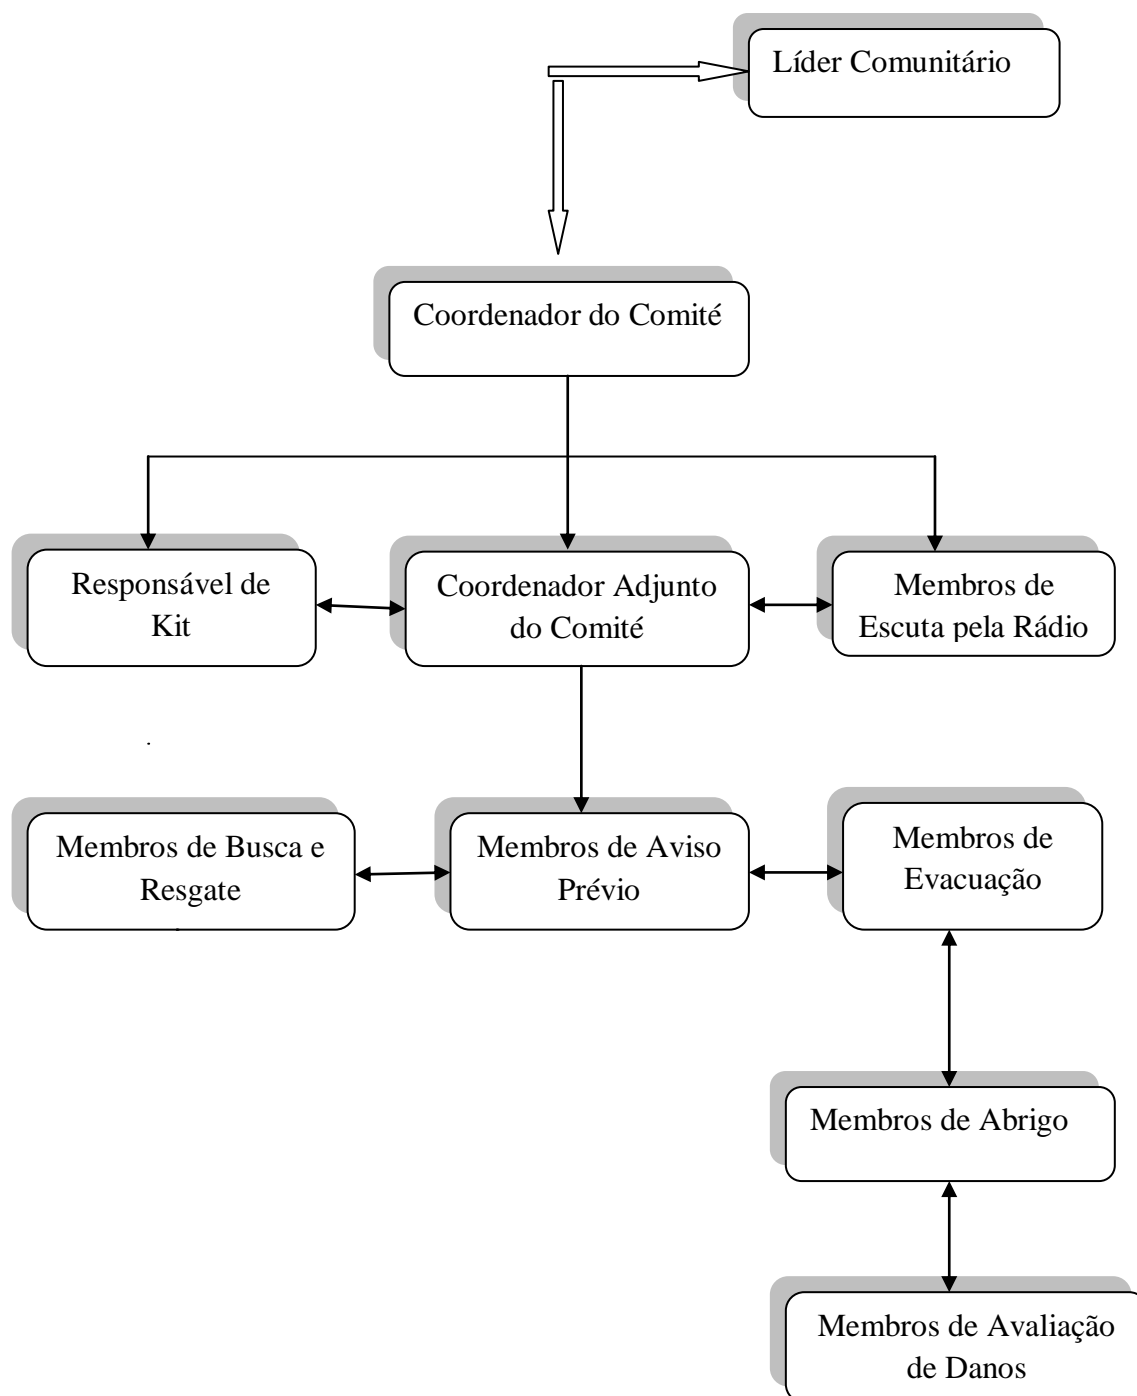 Líder Comunitário
Coordenador do Comité
Responsável de
Kit
Coordenador Adjunto
do Comité
Membros de
Escuta pela Rádio
Membros de Busca e
Resgate
Membros de Aviso
Prévio
Membros de
Evacuação
Membros de Abrigo
Membros de Avaliação
de Danos